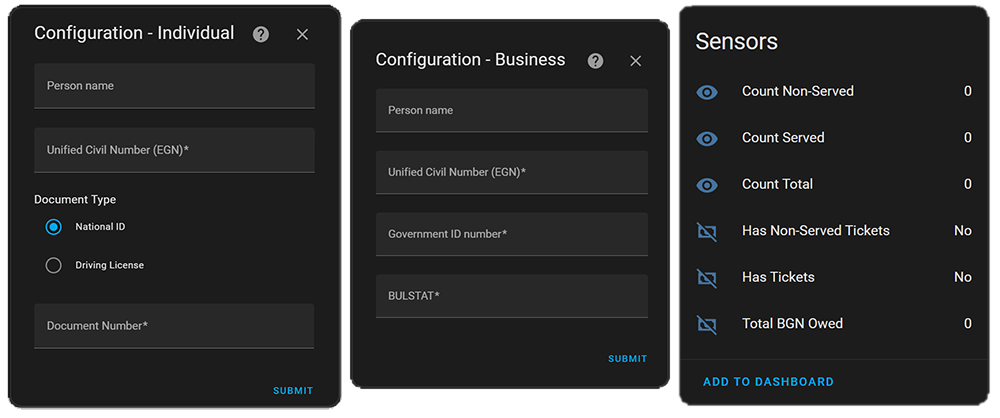 Configuration - Individual
Person name
Unified Civil Number (EGN)*
Document Type
National ID
Driving License
Document Number*
SUBMIT
Configuration - Business
Person name
Unified Civil Number (EGN)*
Government ID number*
BULSTAT*
SUBMIT
Sensors
Count Non-Served 0
Count Served 0
Count Total 0
Has Non-Served Tickets No
Has Tickets No
Total BGN Owed 0
ADD TO DASHBOARD